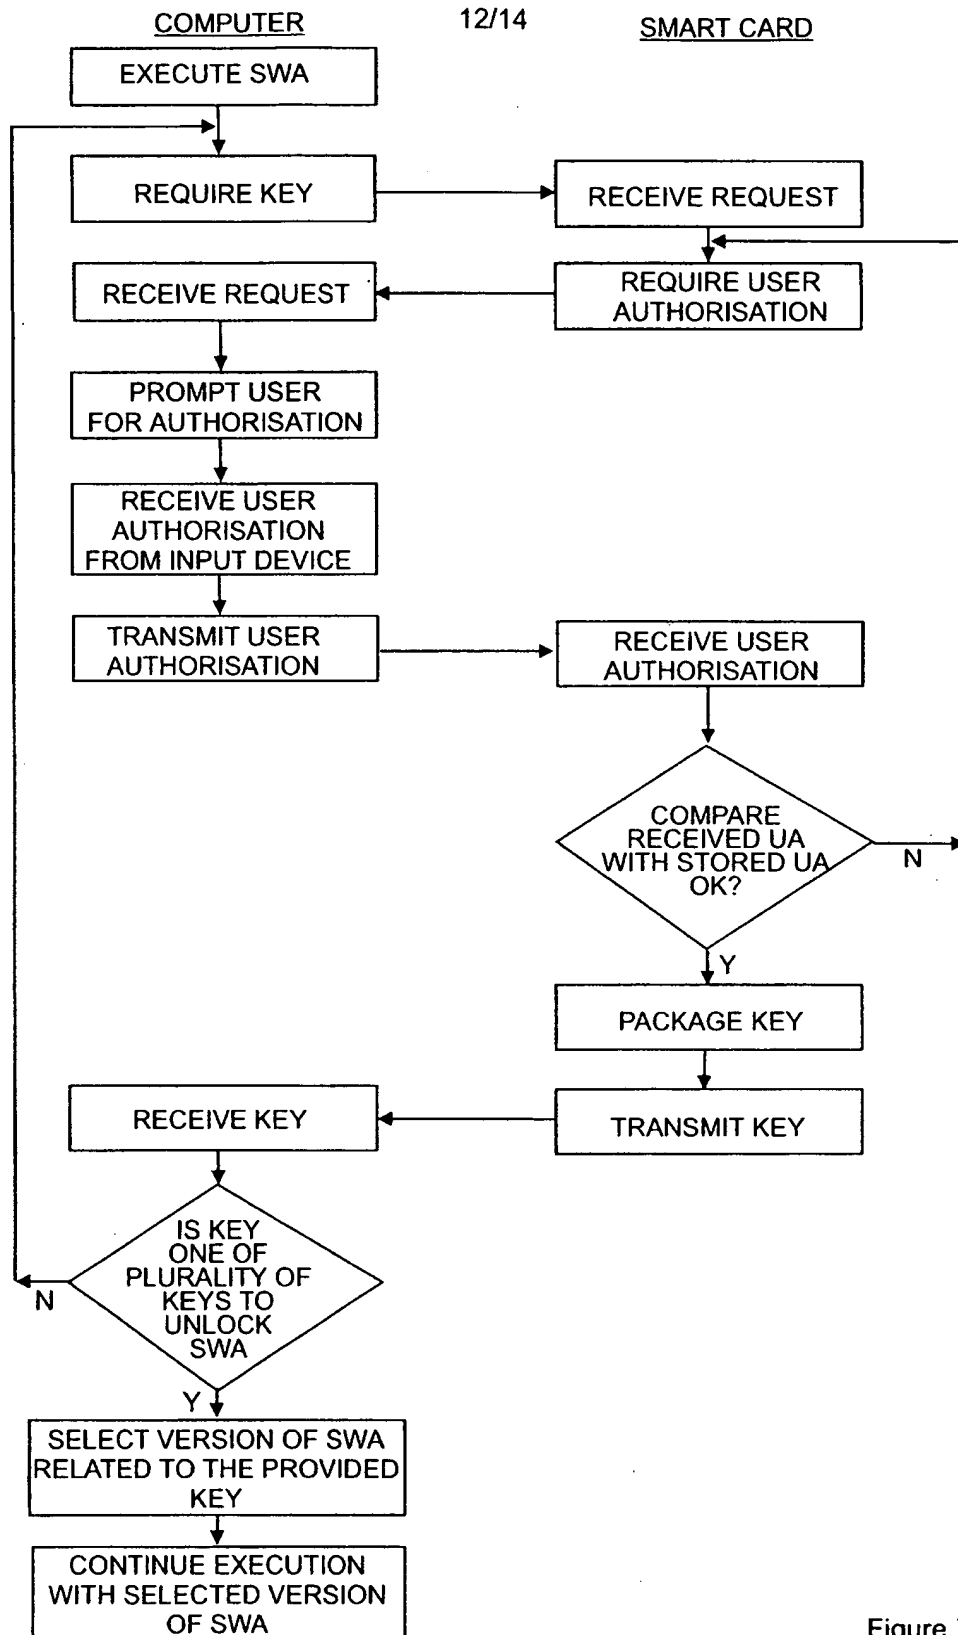 COMPUTER
12/14
SMART CARD
EXECUTE SWA
REQUIRE KEY
RECEIVE REQUEST
RECEIVE REQUEST
REQUIRE USER
AUTHORISATION
PROMPT USER
FOR AUTHORISATION
RECEIVE USER
AUTHORISATION
FROM INPUT DEVICE
TRANSMIT USER
AUTHORISATION
RECEIVE USER
AUTHORISATION
COMPARE
RECEIVED UA
WITH STORED UA
OK?
N
Y
PACKAGE KEY
RECEIVE KEY
TRANSMIT KEY
IS KEY
ONE OF
PLURALITY OF
KEYS TO
UNLOCK
SWA
N
Y
SELECT VERSION OF SWA
RELATED TO THE PROVIDED
KEY
CONTINUE EXECUTION
WITH SELECTED VERSION
OF SWA
Figure